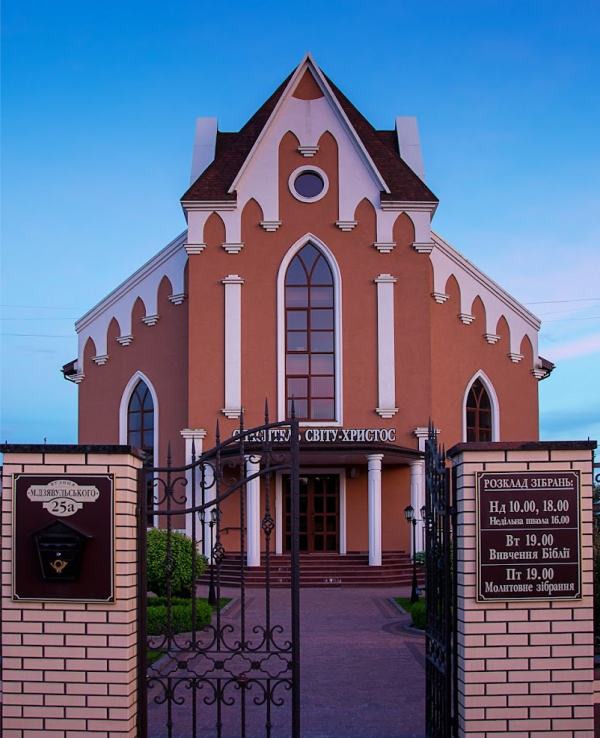 СВІТУ-ХРИСТОС
ВУЛИЦЯ
М.ДЗЯВУЛЬСЬКОГО
25а
РОЗКЛАД ЗІБРАНЬ:
Нд 10.00, 18.00
Недільна школа 16.00
Вт 19.00
Вивчення Біблії
Пт 19.00
Молитовне зібрання